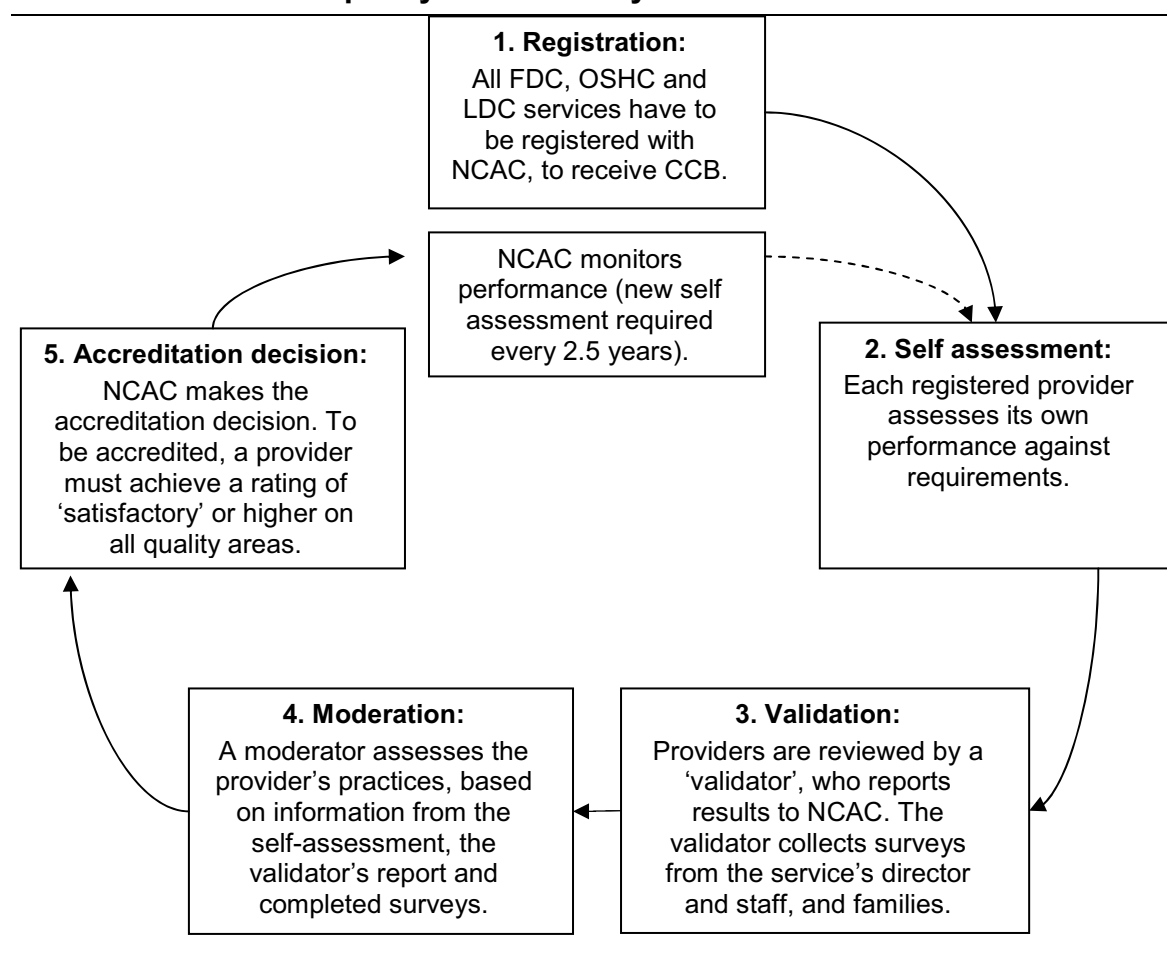 1. Registration:
All FDC, OSHC and
LDC services have to
be registered with
NCAC, to receive CCB.
NCAC monitors
performance (new self
assessment required
every 2.5 years).
2. Self assessment:
Each registered provider
assesses its own
performance against
requirements.
3. Validation:
Providers are reviewed by a
‘validator’, who reports
results to NCAC. The
validator collects surveys
from the service’s director
and staff, and families.
4. Moderation:
A moderator assesses the
provider’s practices, based
on information from the
self-assessment, the
validator’s report and
completed surveys.
5. Accreditation decision:
NCAC makes the
accreditation decision. To
be accredited, a provider
must achieve a rating of
‘satisfactory’ or higher on
all quality areas.